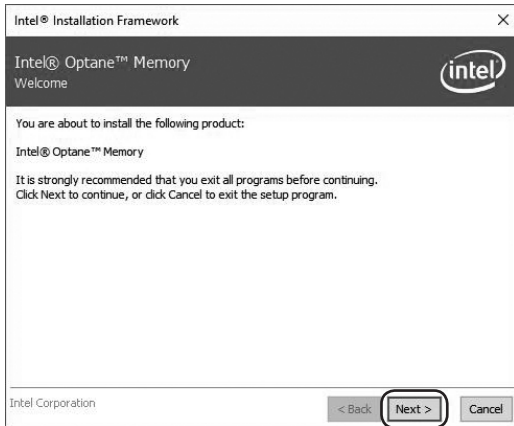 Intel® Installation Framework
Intel® Optane™ Memory
Welcome
intel
You are about to install the following product:
Intel® Optane™ Memory
It is strongly recommended that you exit all programs before continuing.
Click Next to continue, or click Cancel to exit the setup program.
Intel Corporation
< Back Next > Cancel